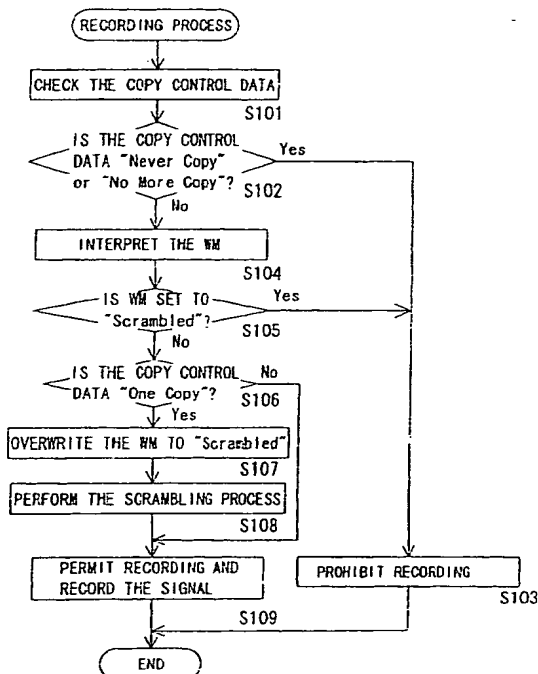 RECORDING PROCESS
CHECK THE COPY CONTROL DATA
S101
IS THE COPY CONTROL
DATA "Never Copy"
or "No More Copy"?
Yes
S102
No
INTERPRET THE WM
S104
IS WM SET TO
"Scrambled"?
Yes
S105
No
IS THE COPY CONTROL
DATA "One Copy"?
No
S106
Yes
OVERWRITE THE WM TO "Scrambled"
S107
PERFORM THE SCRAMBLING PROCESS
S108
PERMIT RECORDING AND
RECORD THE SIGNAL
S109
PROHIBIT RECORDING
S103
END